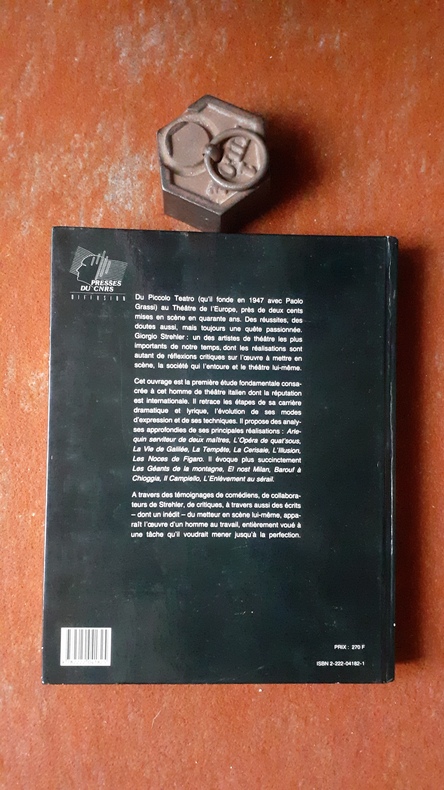 PRESSES
DU CNRS
DIFFUSION
Du Piccolo Teatro (qu'il fonde en 1947 avec Paolo
Grassi) au Théâtre de l'Europe, près de deux cents
mises en scène en quarante ans. Des réussites, des
doutes aussi, mais toujours une quête passionnée.
Giorgio Strehler : un des artistes de théâtre les plus
importants de notre temps, dont les réalisations sont
autant de réflexions critiques sur l'œuvre à mettre en
scène, la société qui l'entoure et le théâtre lui-même.
Cet ouvrage est la première étude fondamentale consa-
crée à cet homme de théâtre italien dont la réputation
est internationale. Il retrace les étapes de sa carrière
dramatique et lyrique, l'évolution de ses modes
d'expression et de ses techniques. Il propose des analy-
ses approfondies de ses principales réalisations : Arle-
quin serviteur de deux maîtres, L'Opéra de quat'sous,
La Vie de Galilée, La Tempête, La Cerisaie, L'Illusion,
Les Noces de Figaro. Il évoque plus succinctement
Les Géants de la montagne, El nost Milan, Barouf à
Chioggia, Il Campiello, L'Enlèvement au sérail.
A travers des témoignages de comédiens, de collabora-
teurs de Strehler, de critiques, à travers aussi des écrits
– dont un inédit – du metteur en scène lui-même, appa-
raît l'œuvre d'un homme au travail, entièrement voué à
une tâche qu'il voudrait mener jusqu'à la perfection.
PRIX : 270 F
ISBN 2-222-04182-1